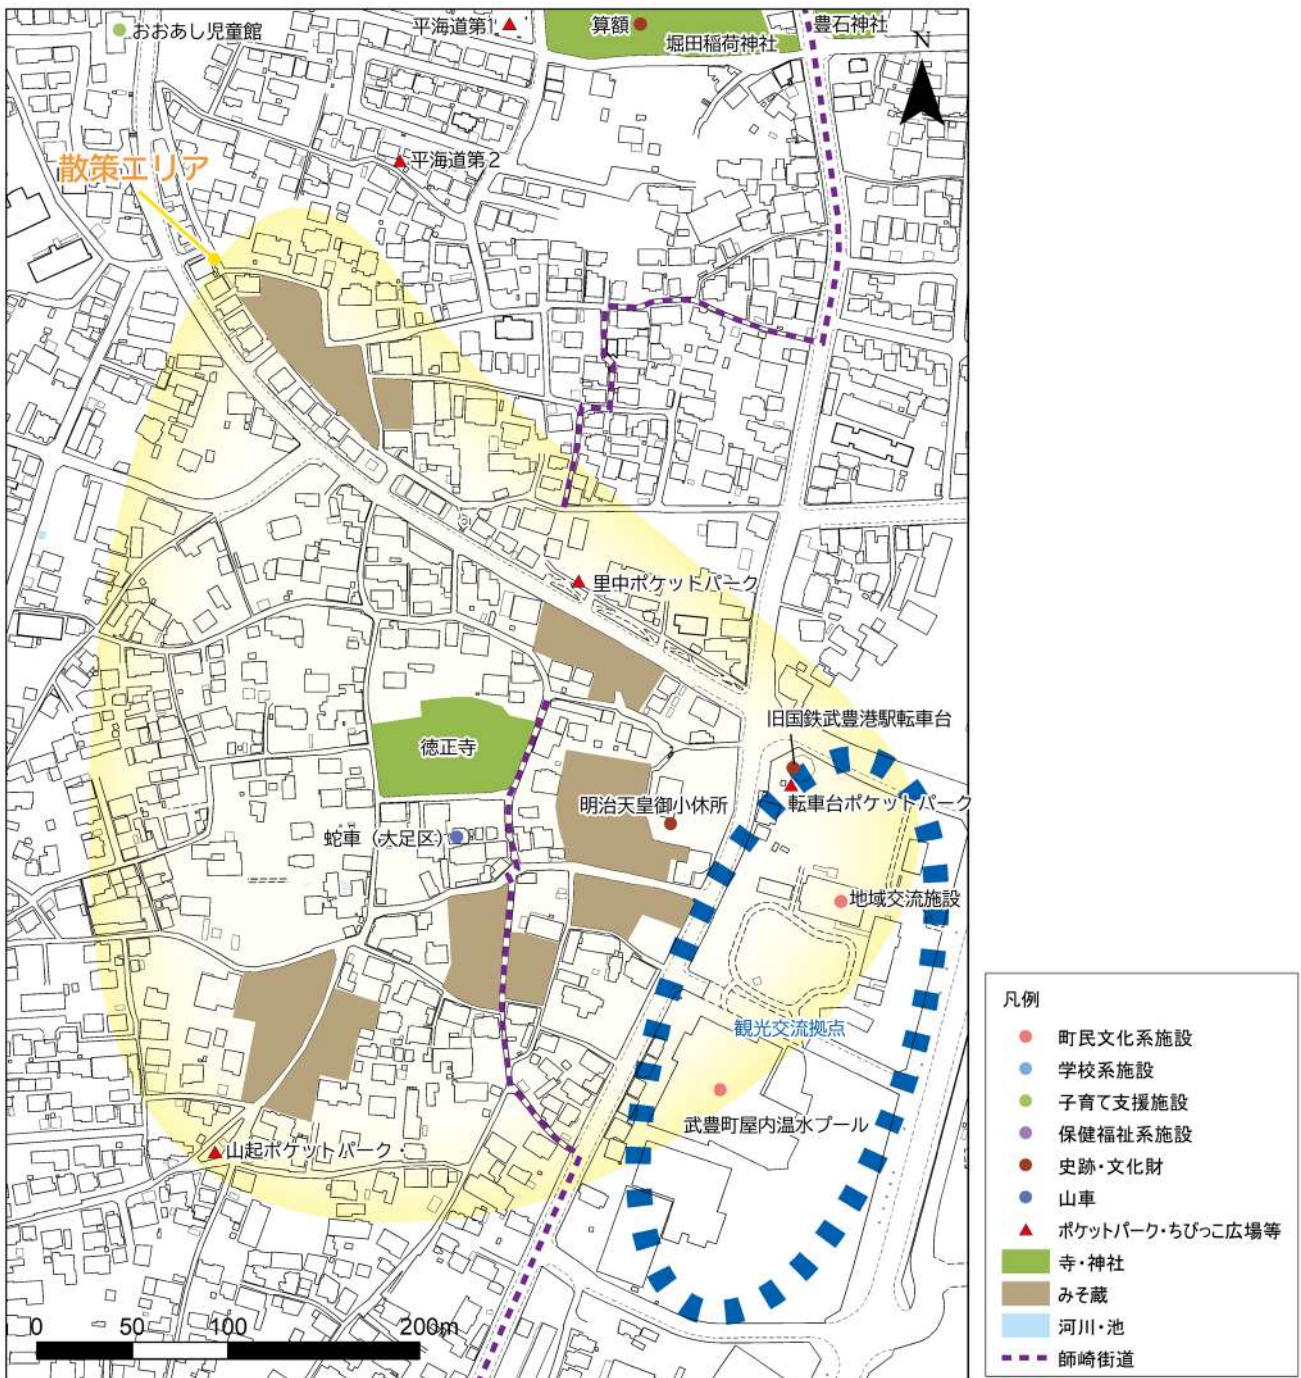 おおあし児童館
平海道第1
算額
豊石神社
堀田稲荷神社
N
平海道第2
散策エリア
里中ポケットパーク
旧国鉄武豊港駅転車台
徳正寺
明治天皇御小休所
転車台ポケットパーク
蛇車(大足区)
地域交流施設
観光交流拠点
武豊町屋内温水プール
山起ポケットパーク
0 50 100 200m
凡例
町民文化系施設
学校系施設
子育て支援施設
保健福祉系施設
史跡・文化財
山車
ポケットパーク・ちびっこ広場等
寺・神社
みそ蔵
河川・池
師崎街道